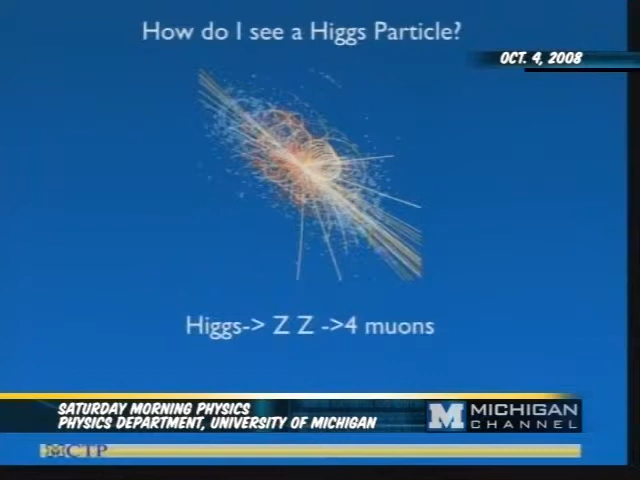 How do I see a Higgs Particle?
OCT. 4, 2008
Higgs-> Z Z ->4 muons
SATURDAY MORNING PHYSICS
PHYSICS DEPARTMENT, UNIVERSITY OF MICHIGAN
M MICHIGAN
CHANNEL
MCTP